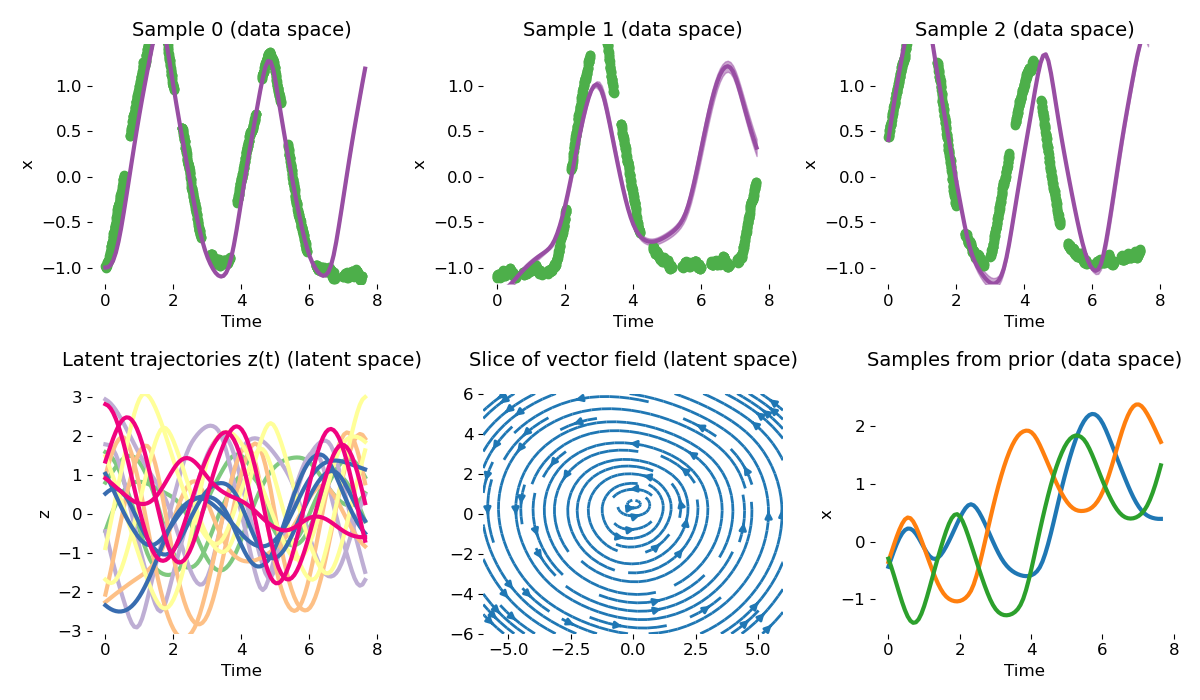 Sample 0 (data space)
Sample 1 (data space)
Sample 2 (data space)
1.0
0.5
0.0
−0.5
−1.0
x
0 2 4 6 8
Time
1.0
0.5
0.0
−0.5
−1.0
x
0 2 4 6 8
Time
1.0
0.5
0.0
−0.5
−1.0
x
0 2 4 6 8
Time
Latent trajectories z(t) (latent space)
Slice of vector field (latent space)
Samples from prior (data space)
3
2
1
0
−1
−2
−3
z
0 2 4 6 8
Time
6
4
2
0
−2
−4
−6
−5.0 −2.5 0.0 2.5 5.0
2
1
0
−1
x
0 2 4 6 8
Time